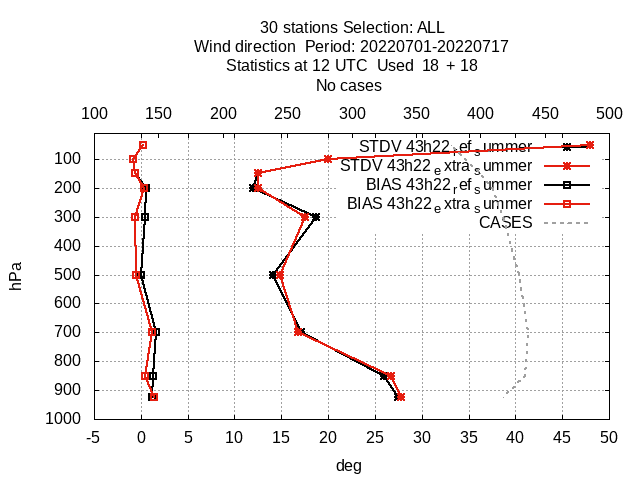 30 stations Selection: ALL
Wind direction  Period: 20220701-20220717
Statistics at 12 UTC  Used  18  + 18
No cases
100 150 200 250 300 350 400 450 500
STDV 43h22_ref_summer
STDV 43h22_extra_summer
BIAS 43h22_ref_summer
BIAS 43h22_extra_summer
CASES
100
200
300
400
500
600
700
800
900
1000
hPa
-5 0 5 10 15 20 25 30 35 40 45 50
deg